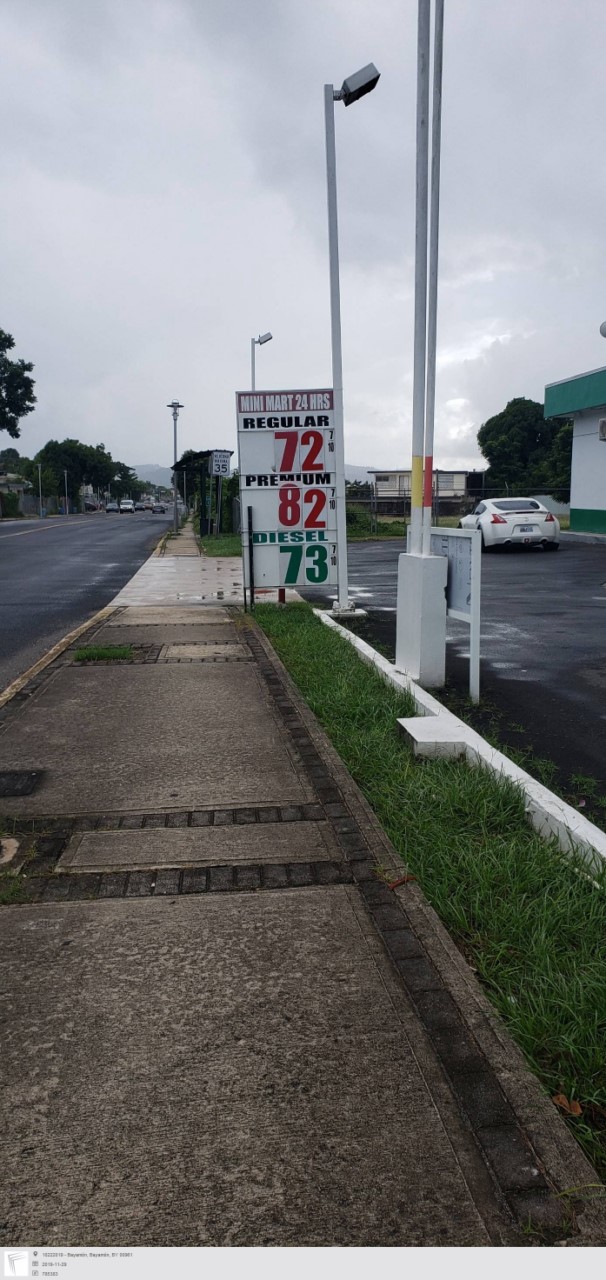 MINI MART 24 HRS
REGULAR
72 7/10
PREMIUM
82 7/10
DIESEL
73 7/10
35